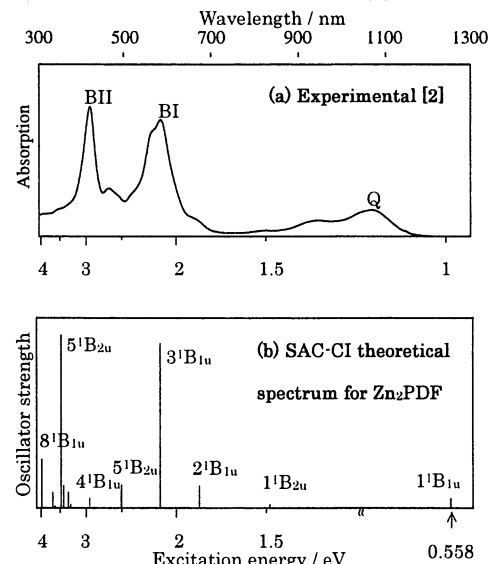 Wavelength / nm
300 500 700 900 1100 1300
BII
BI
(a) Experimental [2]
Absorption
Q
4 3 2 1.5 1
5¹B₂ᵤ
3¹B₁ᵤ
(b) SAC-CI theoretical
spectrum for Zn₂PDF
Oscillator strength
8¹B₁ᵤ
4¹B₁ᵤ
5¹B₂ᵤ
2¹B₁ᵤ
1¹B₂ᵤ
1¹B₁ᵤ
4 3 2 1.5
0.558
Excitation energy / eV